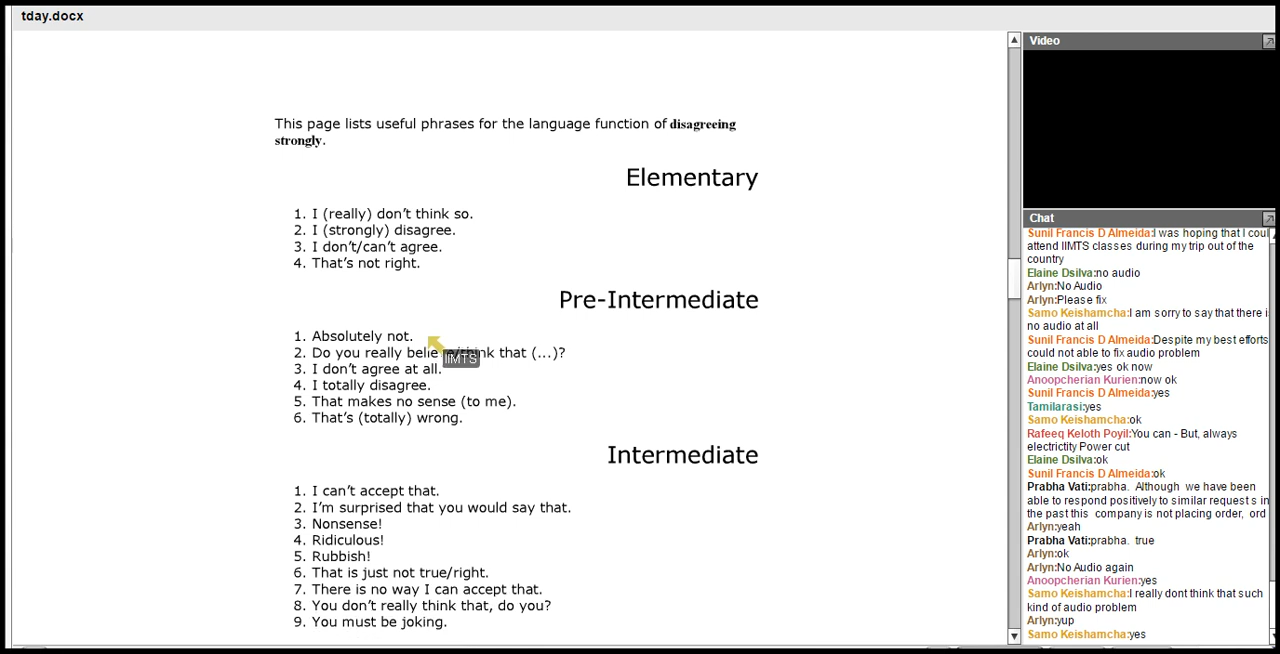 tday.docx
This page lists useful phrases for the language function of disagreeing
strongly.
Elementary
1. I (really) don't think so.
2. I (strongly) disagree.
3. I don't/can't agree.
4. That's not right.
Pre-Intermediate
1. Absolutely not.
2. Do you really that (...)?
IIMTS
3. I don't agree at all.
4. I totally disagree.
5. That makes no sense (to me).
6. That's (totally) wrong.
Intermediate
1. I can't accept that.
2. I'm surprised that you would say that.
3. Nonsense!
4. Ridiculous!
5. Rubbish!
6. That is just not true/right.
7. There is no way I can accept that.
8. You don't really think that, do you?
9. You must be joking.
Video
Chat
Sunil Francis D Almeida:I was hoping that I coul
attend IIMTS classes during my trip out of the
country
Elaine Dsilva:no audio
Arlyn:No Audio
Arlyn:Please fix
Samo Keishamcha:I am sorry to say that there i
no audio at all
Sunil Francis D Almeida:Despite my best efforts
could not able to fix audio problem
Elaine Dsilva:yes ok now
Anoopcherian Kurien:now ok
Sunil Francis D Almeida:yes
Tamilarasi:yes
Samo Keishamcha:ok
Rafeeq Keloth Poyil:You can - But, always
electrictity Power cut
Elaine Dsilva:ok
Sunil Francis D Almeida:ok
Prabha Vati:prabha. Although we have been
able to respond positively to similar request s in
the past this company is not placing order, ord
Arlyn:yeah
Prabha Vati:prabha. true
Arlyn:ok
Arlyn:No Audio again
Anoopcherian Kurien:yes
Samo Keishamcha:I really dont think that such
kind of audio problem
Arlyn:yup
Samo Keishamcha:yes